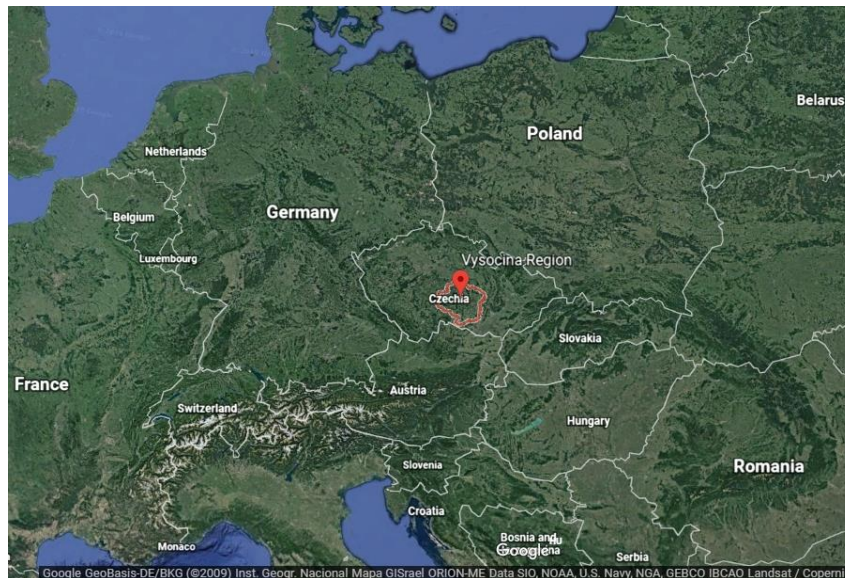 Belarus
Poland
Netherlands
Germany
Belgium
Luxembourg
Vysocina Region
Czechia
Slovakia
France
Austria
Switzerland
Hungary
Slovenia
Romania
Croatia
Bosnia and
Google
Serbia
Monaco
Google GeoBasis-DE/BKG (©2009) Inst. Geogr. Nacional Mapa GISrael ORION-ME Data SIO, NOAA, U.S. Navy, NGA, GEBCO IBCAO Landsat / Coperni